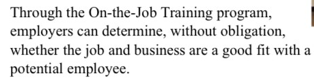 Through the On-the-Job Training program,
employers can determine, without obligation,
whether the job and business are a good fit with a
potential employee.